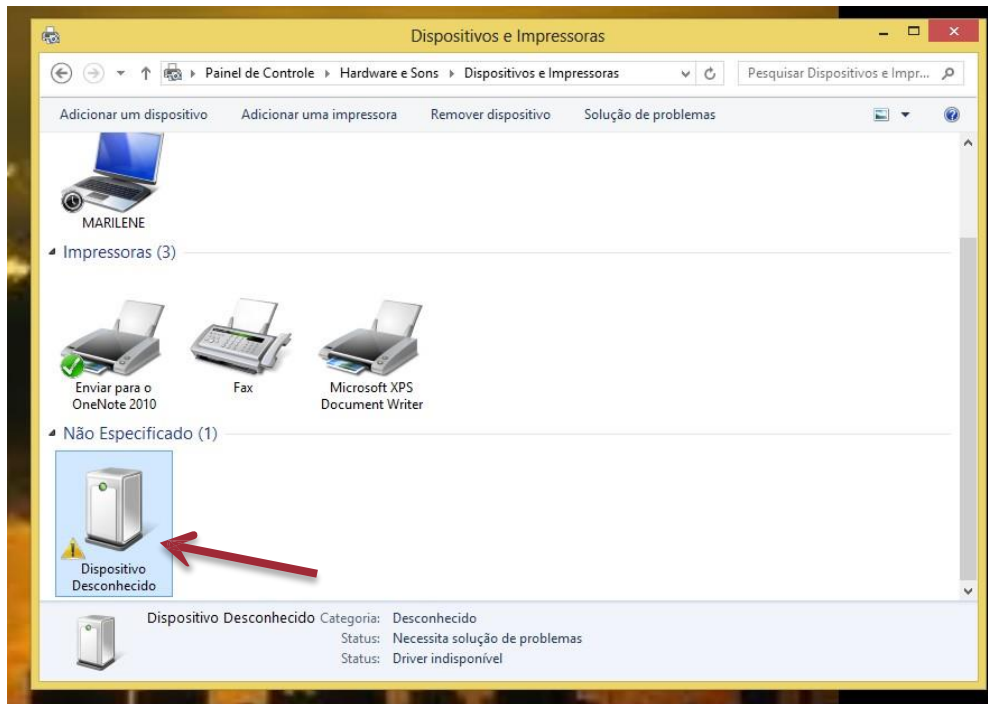 Dispositivos e Impressoras
Painel de Controle Hardware e Sons Dispositivos e Impressoras
Pesquisar Dispositivos e Impr...
Adicionar um dispositivo Adicionar uma impressora Remover dispositivo Solução de problemas
MARILENE
Impressoras (3)
Enviar para o
OneNote 2010
Fax
Microsoft XPS
Document Writer
Não Especificado (1)
Dispositivo
Desconhecido
Dispositivo Desconhecido Categoria: Desconhecido
Status: Necessita solução de problemas
Status: Driver indisponível